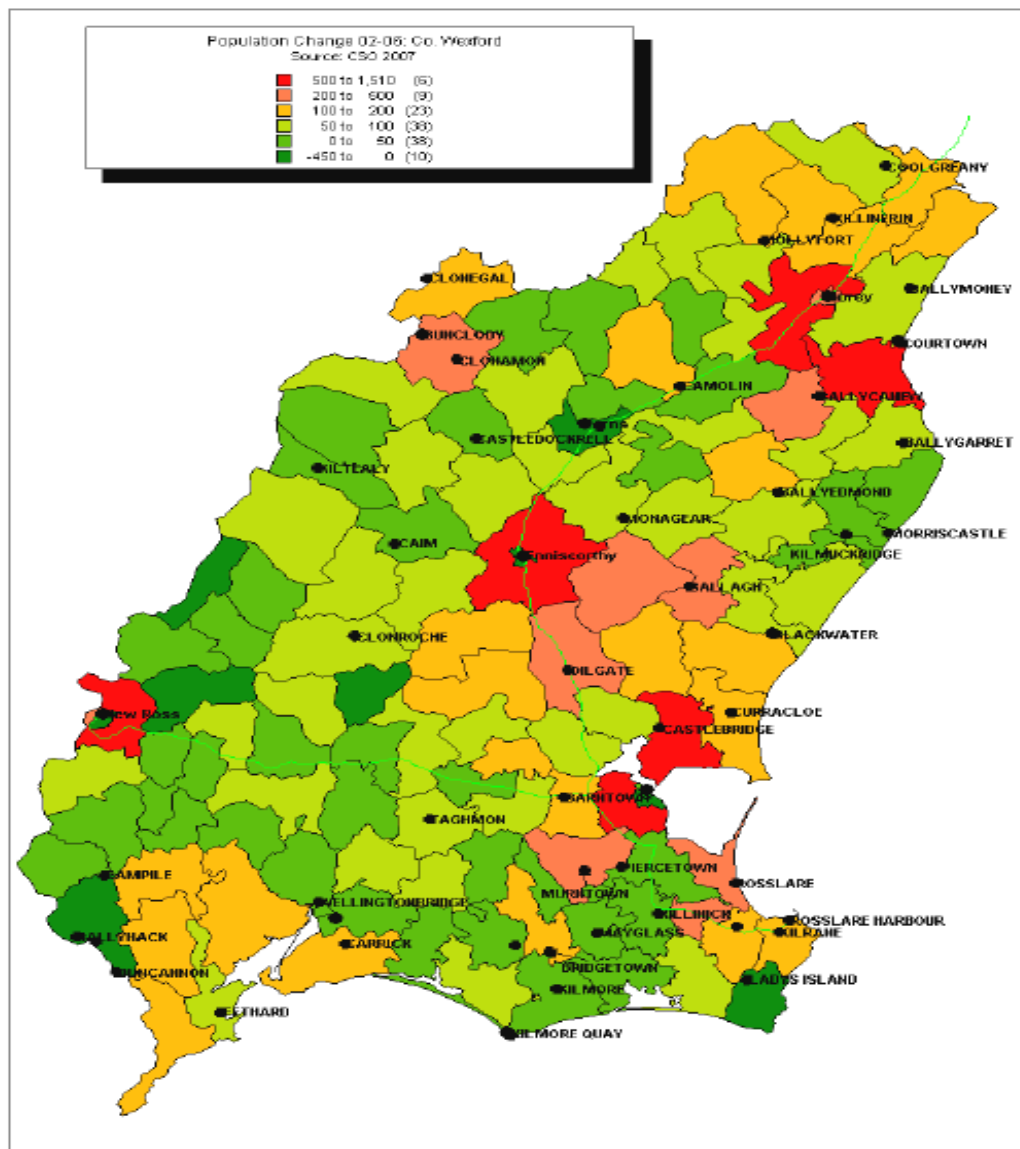 Population Change 02-06: Co. Wexford
Source: CSO 2007
500 to 1,510 (6)
200 to 500 (9)
100 to 200 (23)
50 to 100 (38)
0 to 50 (38)
-450 to 0 (10)
COOLGREANY
KILLINERIN
HOLLYFORT
CLONEGAL
BALLYMONEY
Gorey
BUNCLODY
COURTOWN
CLOHAMON
CAMOLIN
BALLYCANEW
Ferns
CASTLEDOCKRELL
BALLYGARRET
KILTEALY
BALLYEDMOND
MONAGEAR
MORRISCASTLE
CAIM
KILMUCKRIDGE
Enniscorthy
BALLAGH
BLACKWATER
CLONROCHE
OILGATE
New Ross
CURRACLOE
CASTLEBRIDGE
BARNTOWN
TAGHMON
CAMPILE
PIERCETOWN
ROSSLARE
MURNTOWN
WELLINGTONBRIDGE
KILLINICK
ROSSLARE HARBOUR
BALLYHACK
CARRICK
MAYGLASS
KILRANE
DUNCANNON
BRIDGETOWN
LADYS ISLAND
KILMORE
FETHARD
KILMORE QUAY